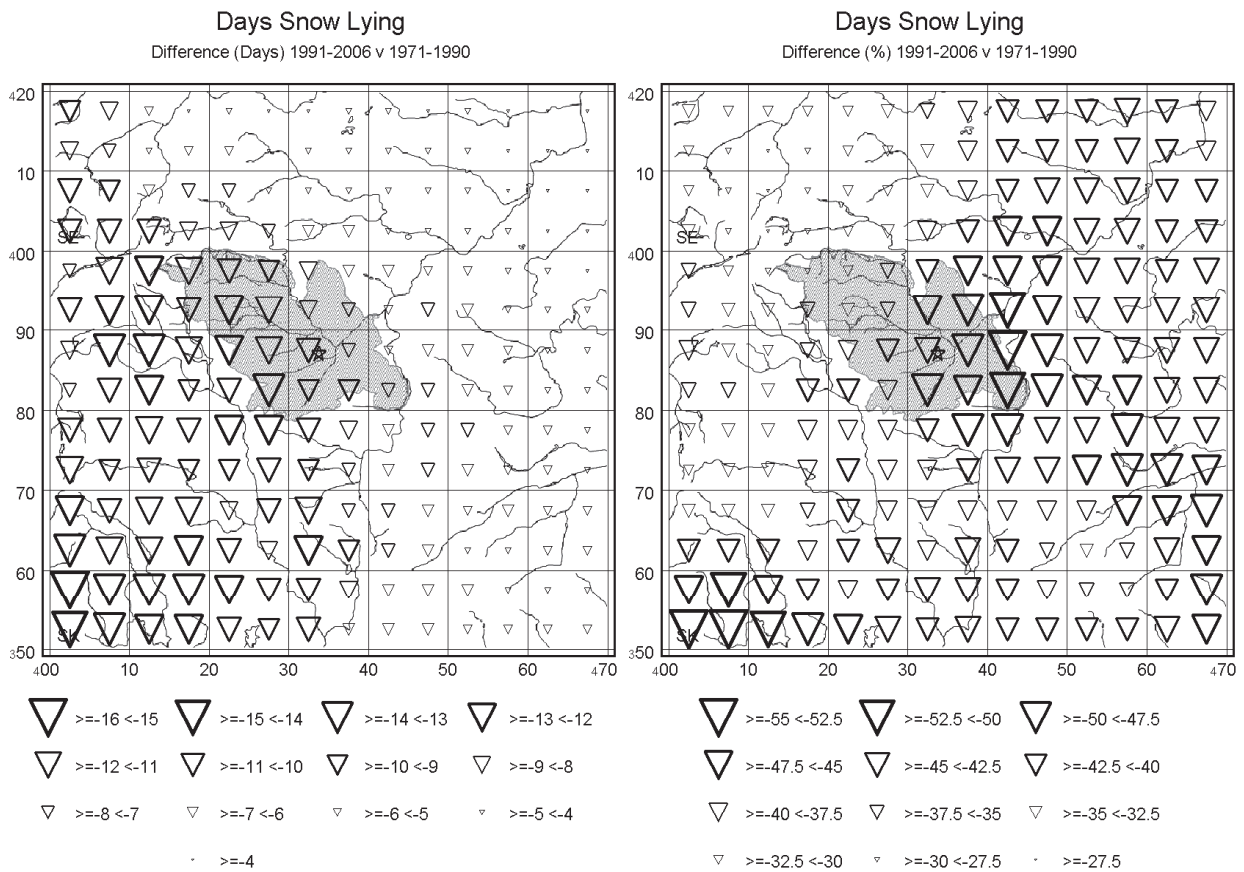 Days Snow Lying
Difference (Days) 1991-2006 v 1971-1990
420
10
SE
400
90
80
70
60
SK
350
400 10 20 30 40 50 60 470
>=-16 <-15 >=-15 <-14 >=-14 <-13 >=-13 <-12
>=-12 <-11 >=-11 <-10 >=-10 <-9 >=-9 <-8
>=-8 <-7 >=-7 <-6 >=-6 <-5 >=-5 <-4
>=-4
Days Snow Lying
Difference (%) 1991-2006 v 1971-1990
420
10
SE
400
90
80
70
60
SK
350
400 10 20 30 40 50 60 470
>=-55 <-52.5 >=-52.5 <-50 >=-50 <-47.5
>=-47.5 <-45 >=-45 <-42.5 >=-42.5 <-40
>=-40 <-37.5 >=-37.5 <-35 >=-35 <-32.5
>=-32.5 <-30 >=-30 <-27.5 >=-27.5